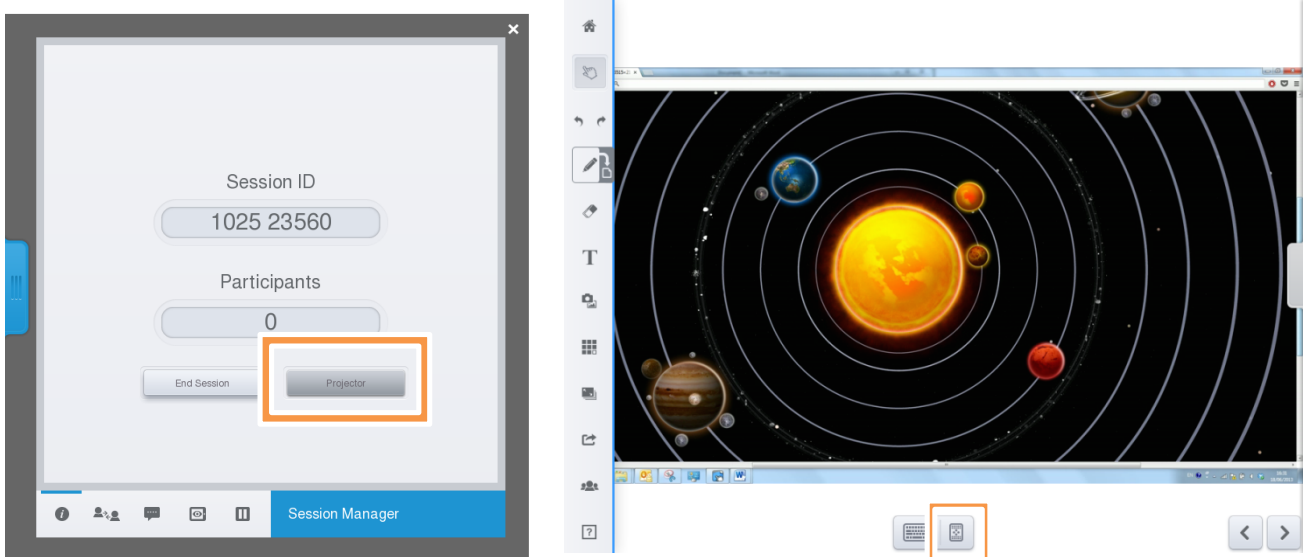 Session ID
1025 23560
Participants
0
End Session
Projector
Session Manager
T
?